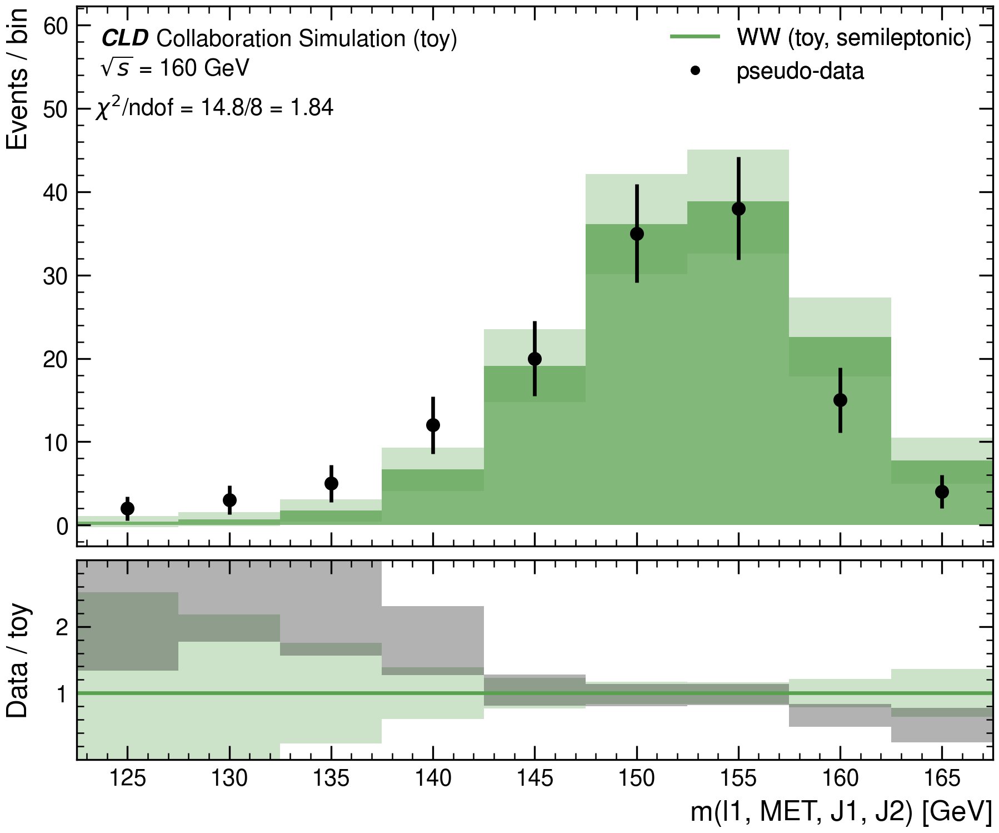 Events / bin
60
50
40
30
20
10
0
CLD Collaboration Simulation (toy)
√s = 160 GeV
χ²/ndof = 14.8/8 = 1.84
WW (toy, semileptonic)
pseudo-data
Data / toy
2
1
125 130 135 140 145 150 155 160 165
m(l1, MET, J1, J2) [GeV]